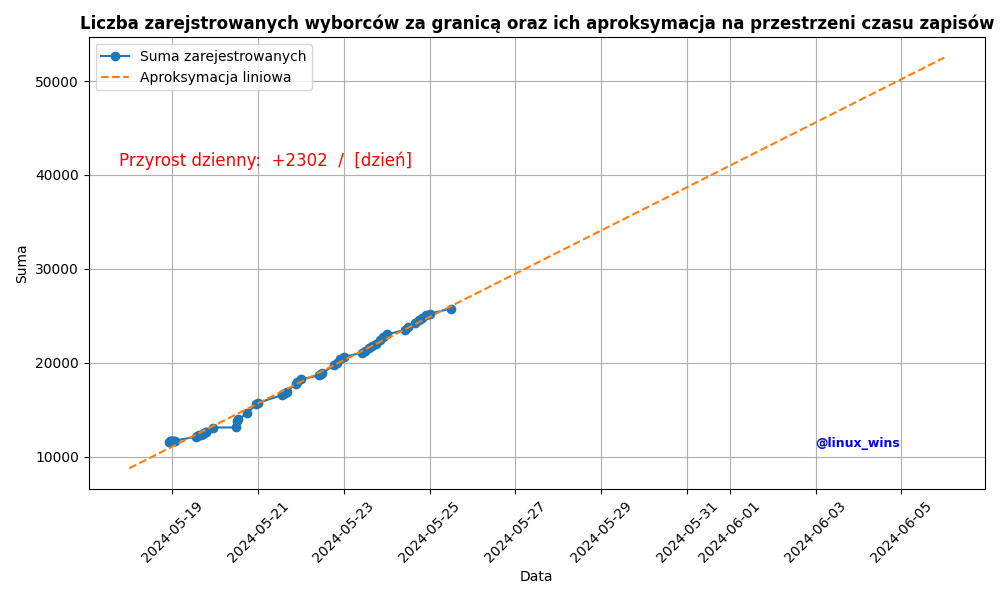 Liczba zarejstrowanych wyborców za granicą oraz ich aproksymacja na przestrzeni czasu zapisów
Suma zarejestrowanych
Aproksymacja liniowa
Przyrost dzienny: +2302 / [dzień]
@linux_wins
Suma
50000
40000
30000
20000
10000
2024-05-19
2024-05-21
2024-05-23
2024-05-25
2024-05-27
2024-05-29
2024-05-31
2024-06-01
2024-06-03
2024-06-05
Data